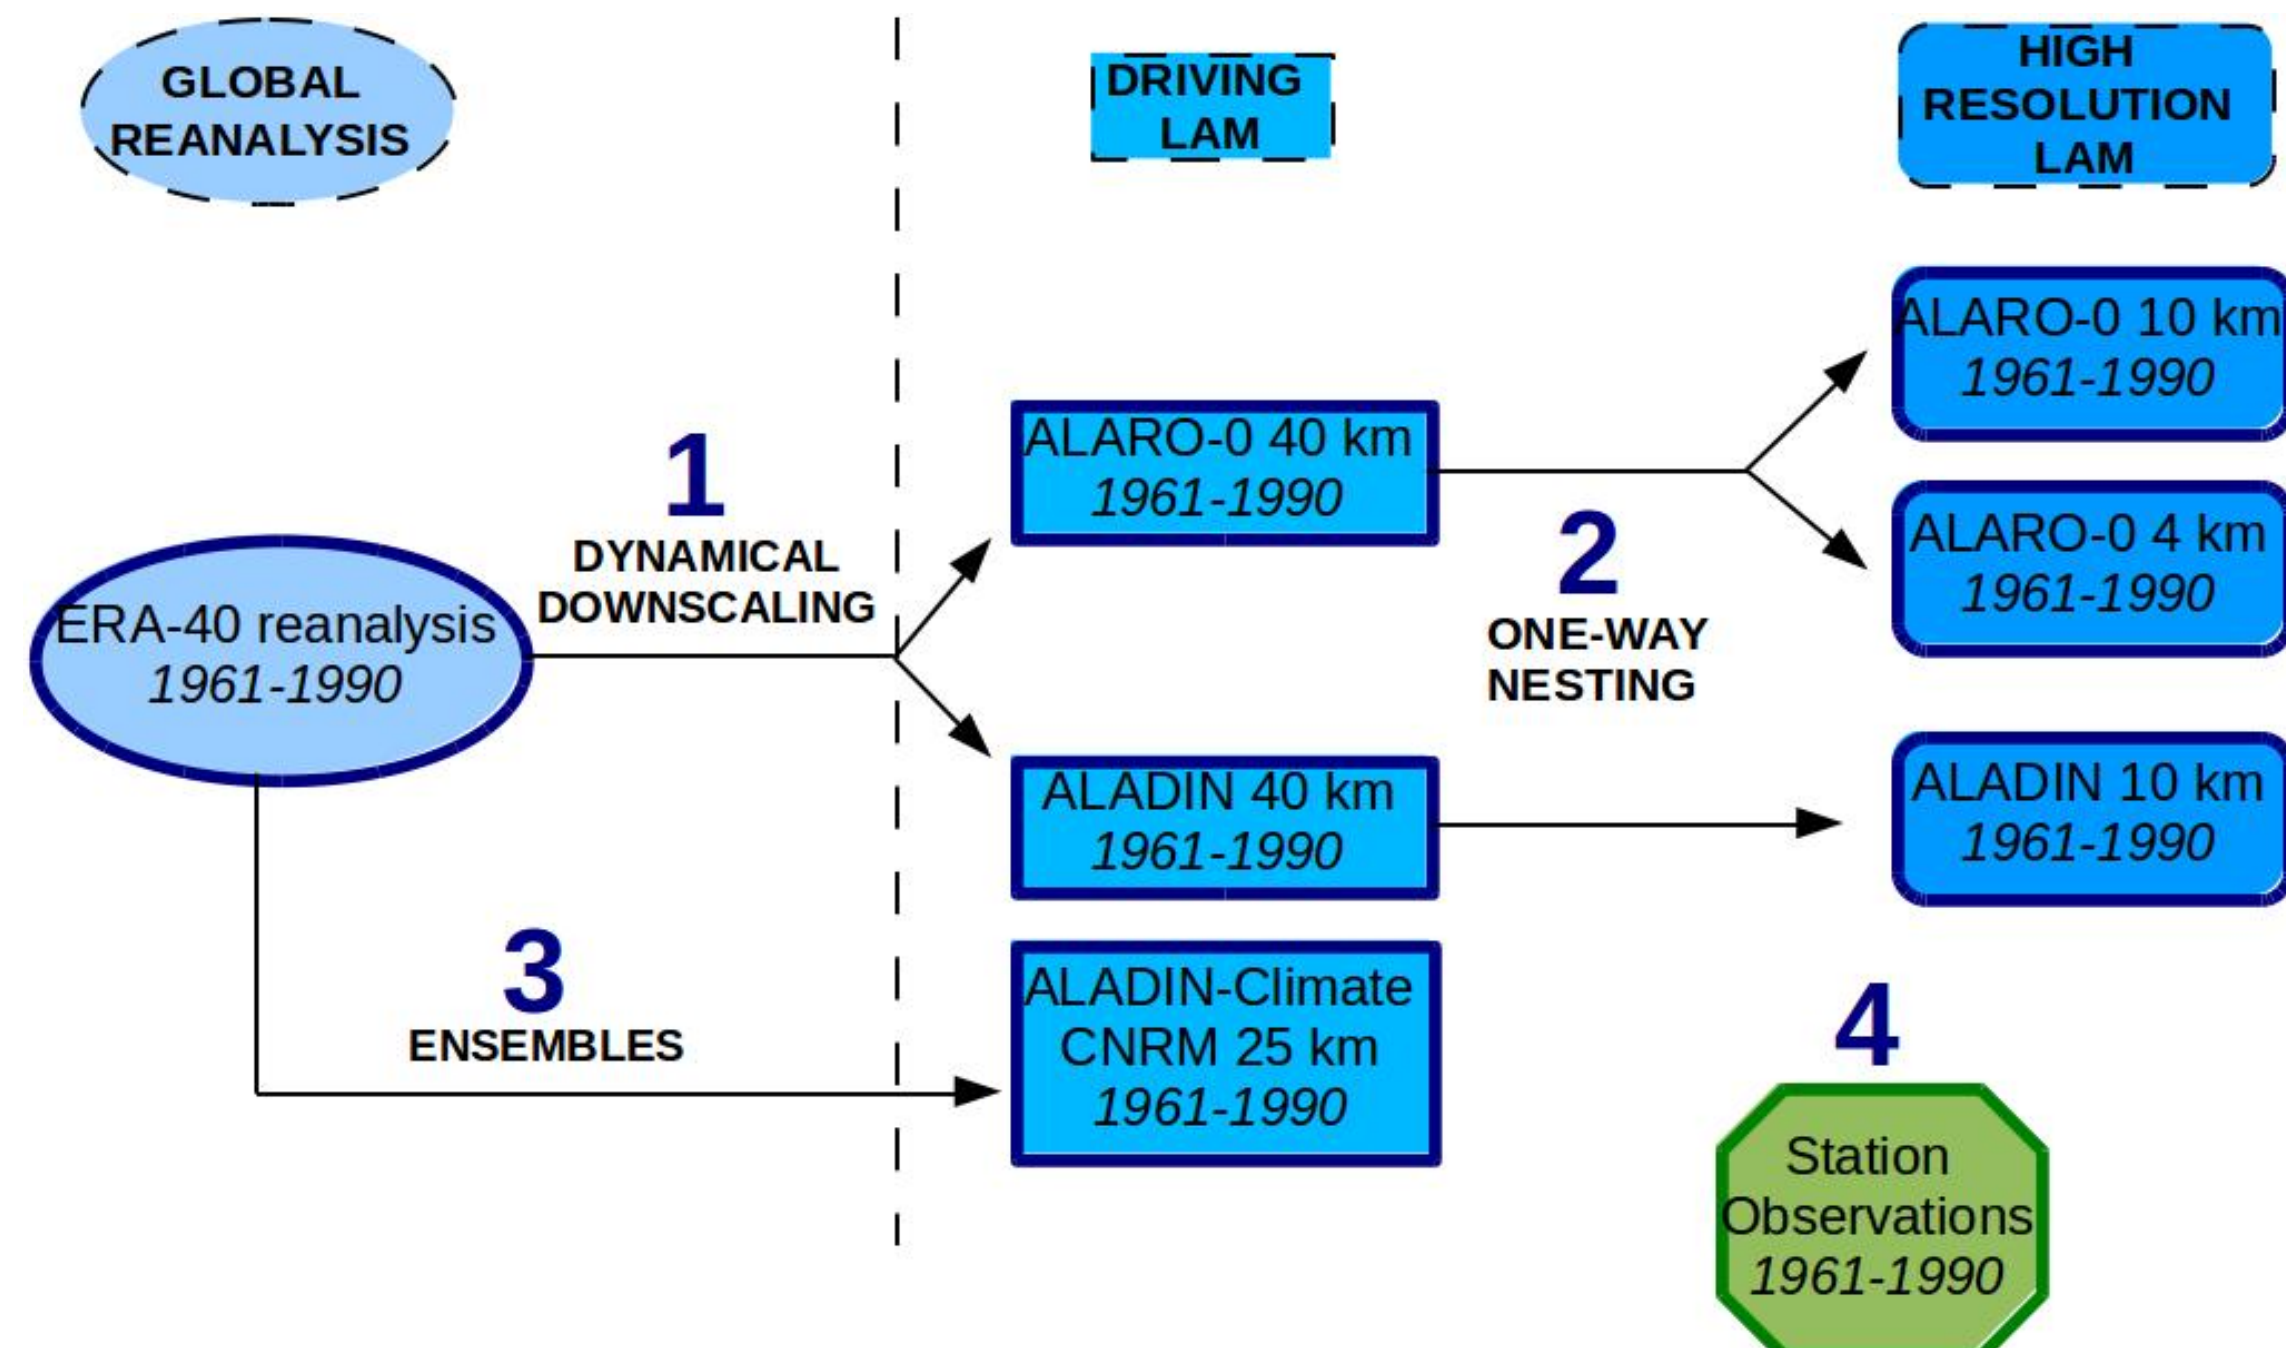 GLOBAL
REANALYSIS
DRIVING
LAM
HIGH
RESOLUTION
LAM
1
DYNAMICAL
DOWNSCALING
ERA-40 reanalysis
1961-1990
ALARO-0 40 km
1961-1990
2
ONE-WAY
NESTING
ALARO-0 10 km
1961-1990
ALARO-0 4 km
1961-1990
ALADIN 40 km
1961-1990
ALADIN 10 km
1961-1990
3
ENSEMBLES
ALADIN-Climate
CNRM 25 km
1961-1990
4
Station
Observations
1961-1990